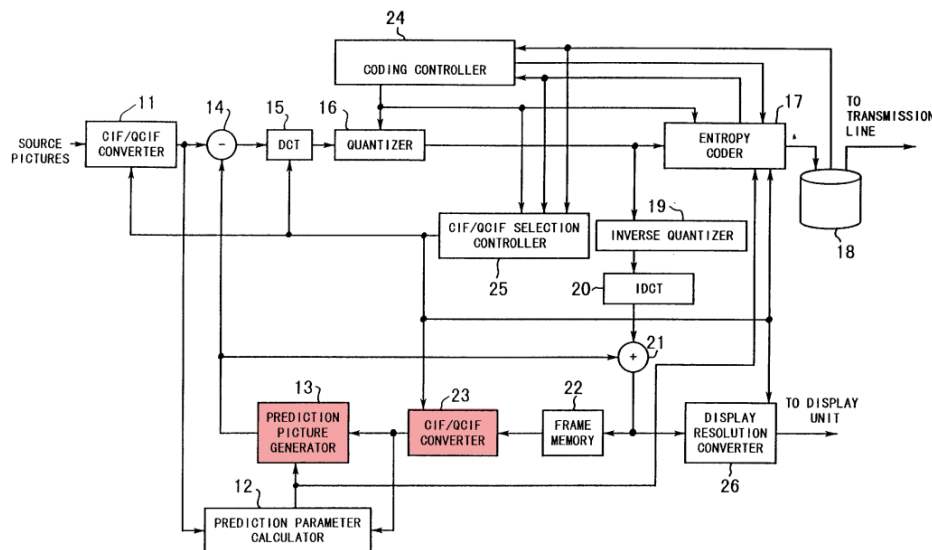 24
CODING CONTROLLER
11
CIF/QCIF
CONVERTER
SOURCE
PICTURES
14
-
15
DCT
16
QUANTIZER
17
ENTROPY
CODER
TO
TRANSMISSION
LINE
18
CIF/QCIF SELECTION
CONTROLLER
25
19
INVERSE QUANTIZER
20
IDCT
21
+
13
PREDICTION
PICTURE
GENERATOR
23
CIF/QCIF
CONVERTER
22
FRAME
MEMORY
DISPLAY
RESOLUTION
CONVERTER
26
TO DISPLAY
UNIT
12
PREDICTION PARAMETER
CALCULATOR